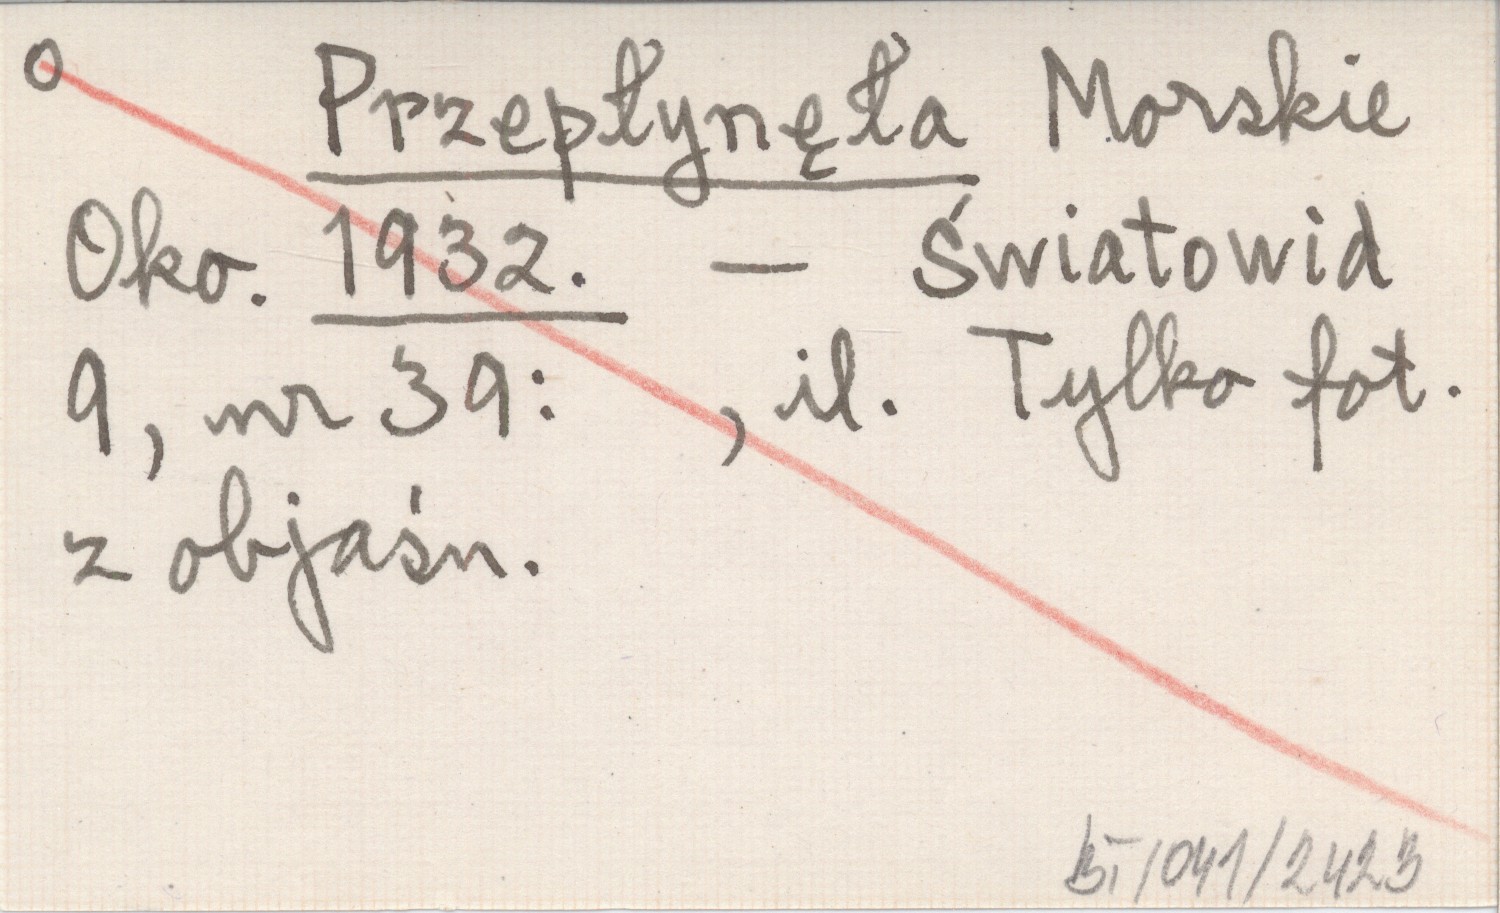 O Przepłynęła Morskie
Oko. 1932. — Światowid
9, nr 39: , il. Tylko fot.
z objaśn.
BI/041/2423